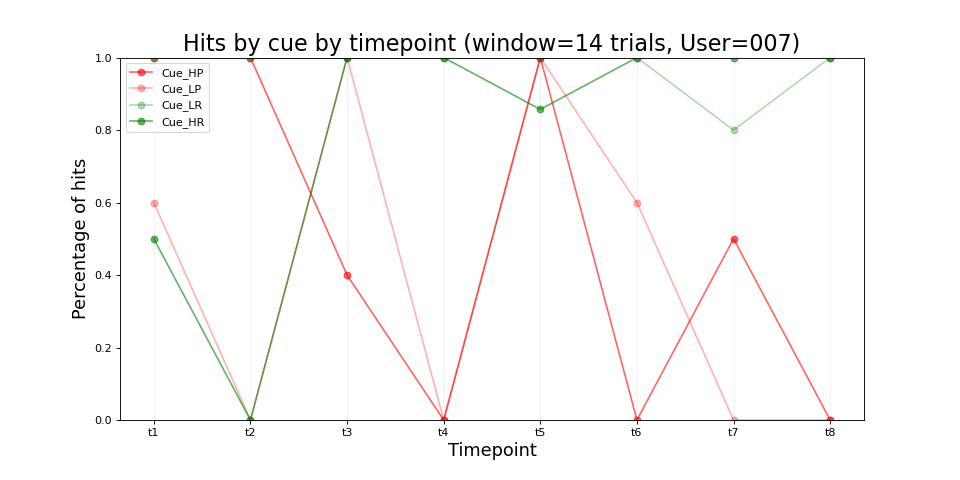 Hits by cue by timepoint (window=14 trials, User=007)
Percentage of hits
1.0
0.8
0.6
0.4
0.2
0.0
Cue_HP
Cue_LP
Cue_LR
Cue_HR
t1 t2 t3 t4 t5 t6 t7 t8
Timepoint